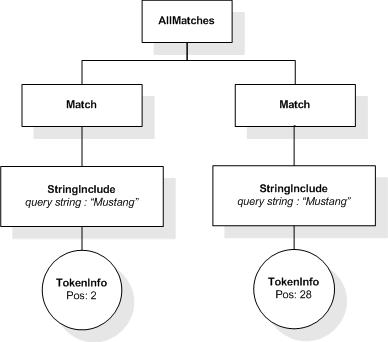 AllMatches
Match
Match
StringInclude
query string : “Mustang”
StringInclude
query string : “Mustang”
TokenInfo
Pos: 2
TokenInfo
Pos: 28